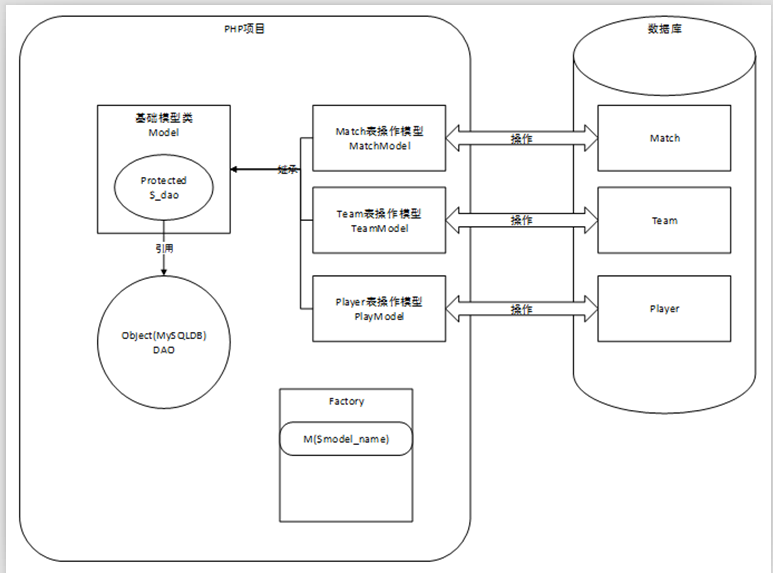 PHP项目
数据库
基础模型类
Model
Protected
S_dao
引用
Object(MySQLDB)
DAO
继承
Match表操作模型
MatchModel
操作
Match
Team表操作模型
TeamModel
操作
Team
Player表操作模型
PlayModel
操作
Player
Factory
M(Smodel_name)